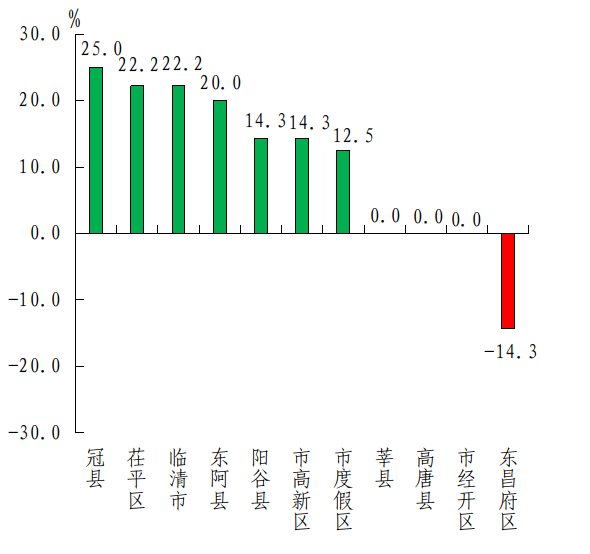 %
30.0
20.0
10.0
0.0
-10.0
-20.0
-30.0
25.0
22.2
22.2
20.0
14.3
14.3
12.5
0.0
0.0
0.0
-14.3
冠县
茌平区
临清市
东阿县
阳谷县
市高新区
市度假区
莘县
高唐县
市经开区
东昌府区